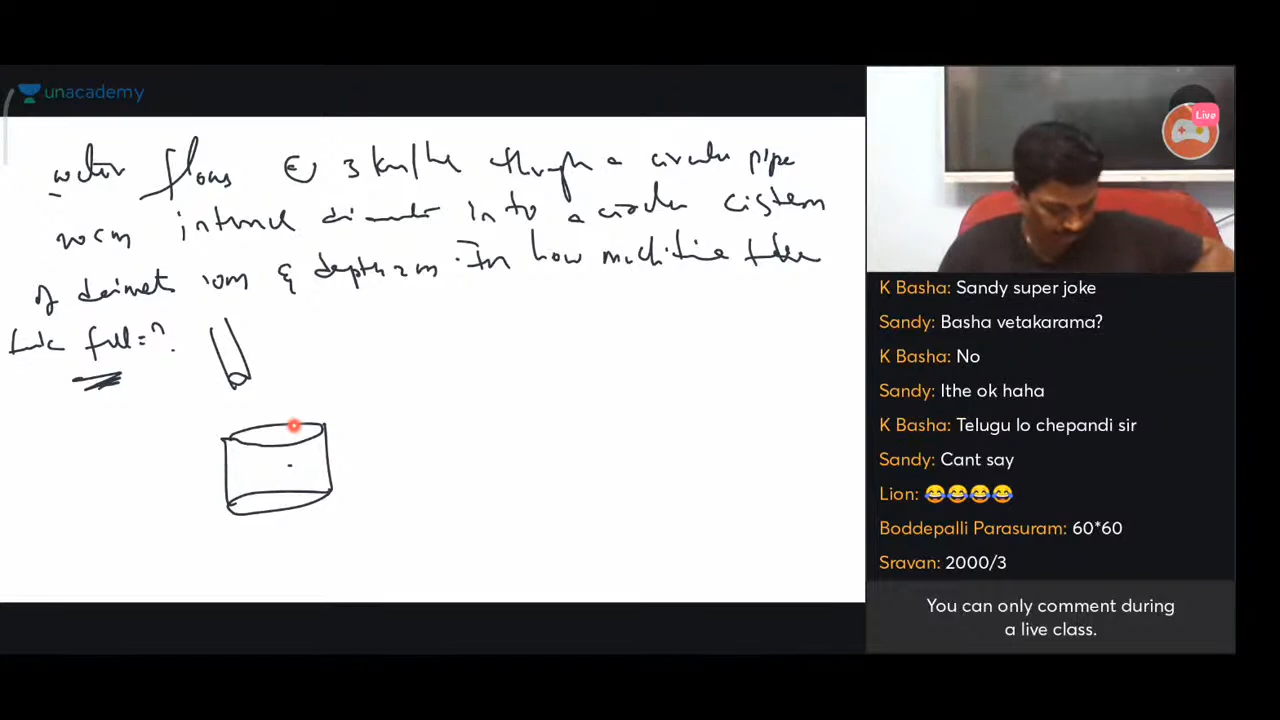 unacademy
water flows @ 3 km/hr through a circular pipe
20cm internal diameter into a circular cistern
of diameter 10m & depth 2m. In how much time
full = ?
Live
K Basha: Sandy super joke
Sandy: Basha vetakarama?
K Basha: No
Sandy: Ithe ok haha
K Basha: Telugu lo chepandi sir
Sandy: Cant say
Lion: 😂😂😂😂
Boddepalli Parasuram: 60*60
Sravan: 2000/3
You can only comment during
a live class.